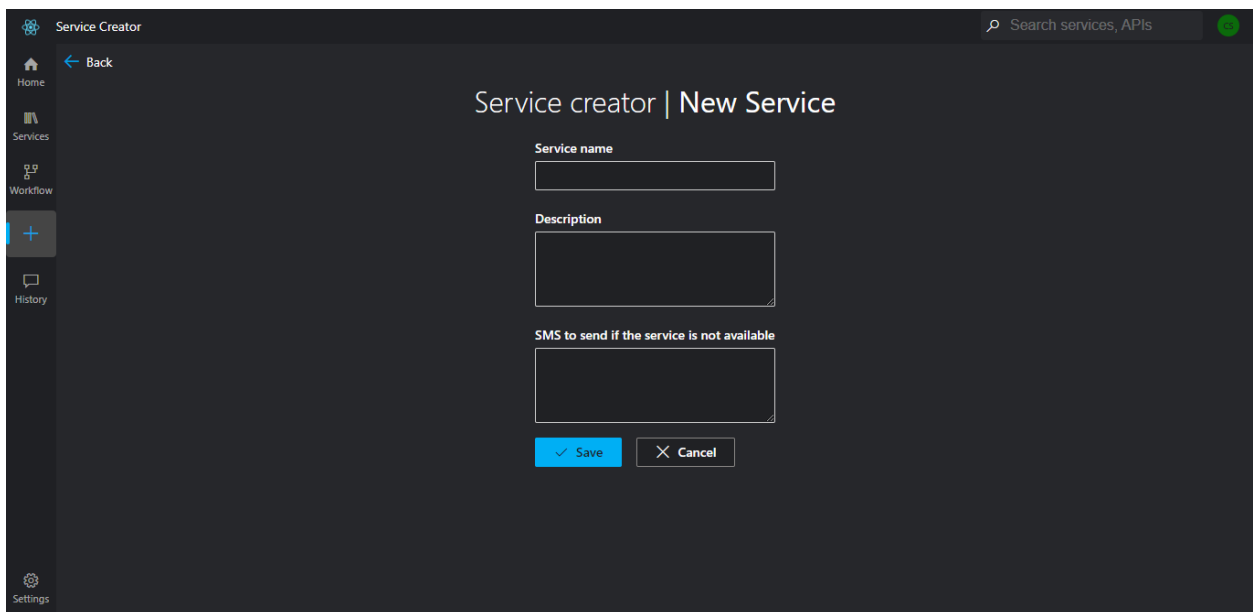 Service Creator
Search services, APIs
CS
Home
Back
Services
Workflow
History
Settings
Service creator | New Service
Service name
Description
SMS to send if the service is not available
Save
Cancel